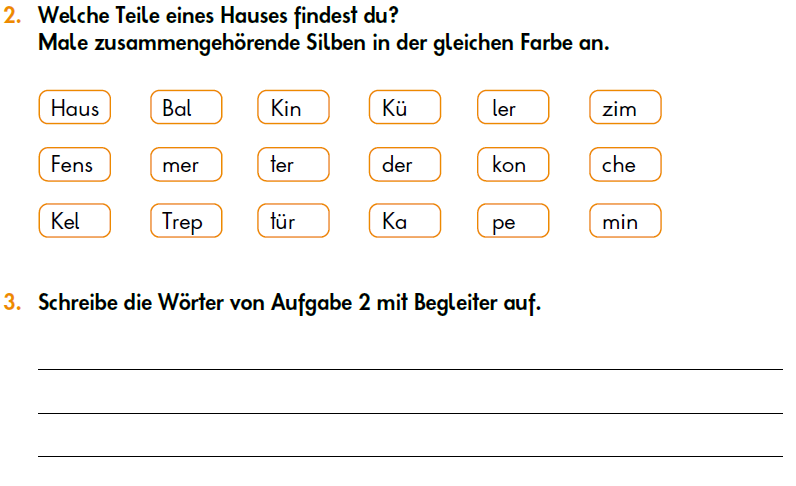 2. Welche Teile eines Hauses findest du?
Male zusammengehörende Silben in der gleichen Farbe an.
Haus Bal Kin Kü ler zim
Fens mer ter der kon che
Kel Trep tür Ka pe min
3. Schreibe die Wörter von Aufgabe 2 mit Begleiter auf.